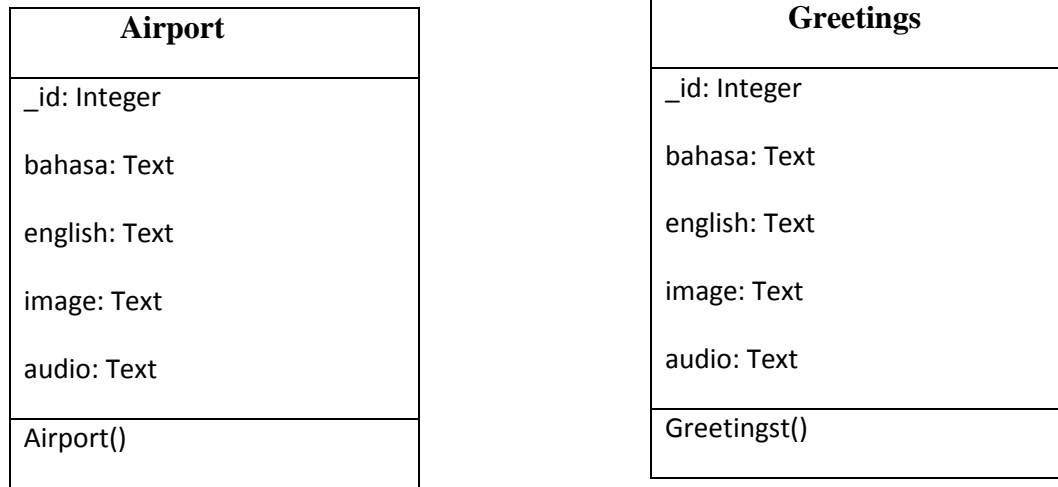 Airport
_id: Integer
bahasa: Text
english: Text
image: Text
audio: Text
Airport()
Greetings
_id: Integer
bahasa: Text
english: Text
image: Text
audio: Text
Greetingst()